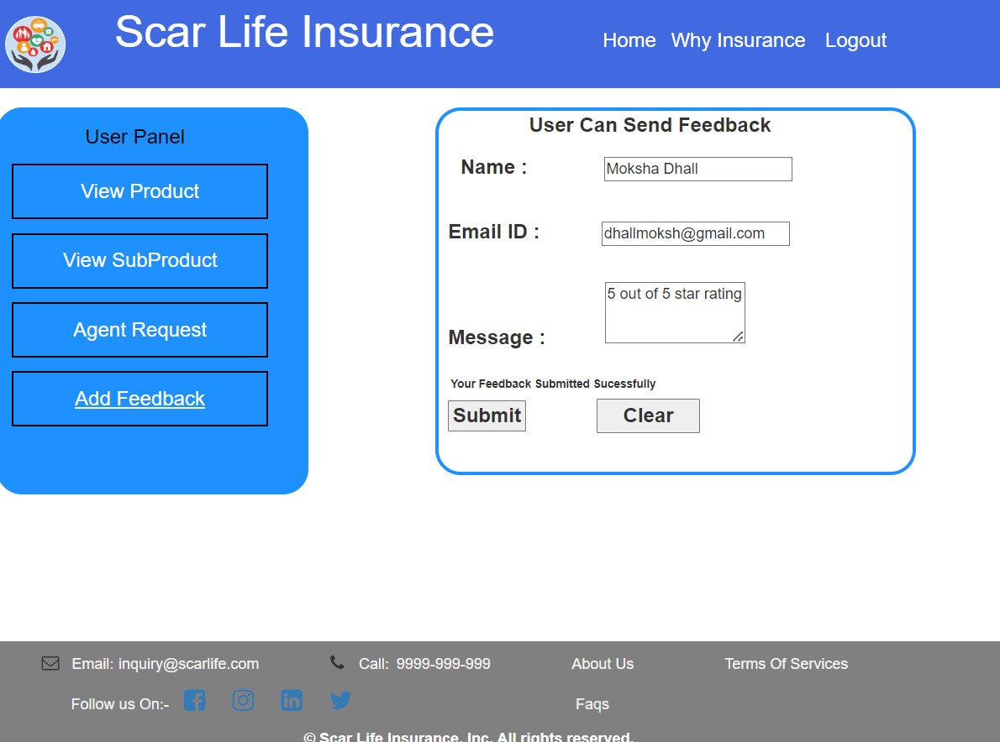 Scar Life Insurance
Home Why Insurance Logout
User Panel
View Product
View SubProduct
Agent Request
Add Feedback
User Can Send Feedback
Name : Moksha Dhall
Email ID : dhallmoksh@gmail.com
Message : 5 out of 5 star rating
Your Feedback Submitted Sucessfully
Submit Clear
Email: inquiry@scarlife.com Call: 9999-999-999 About Us Terms Of Services
Follow us On:- Faqs
© Scar Life Insurance, Inc. All rights reserved.